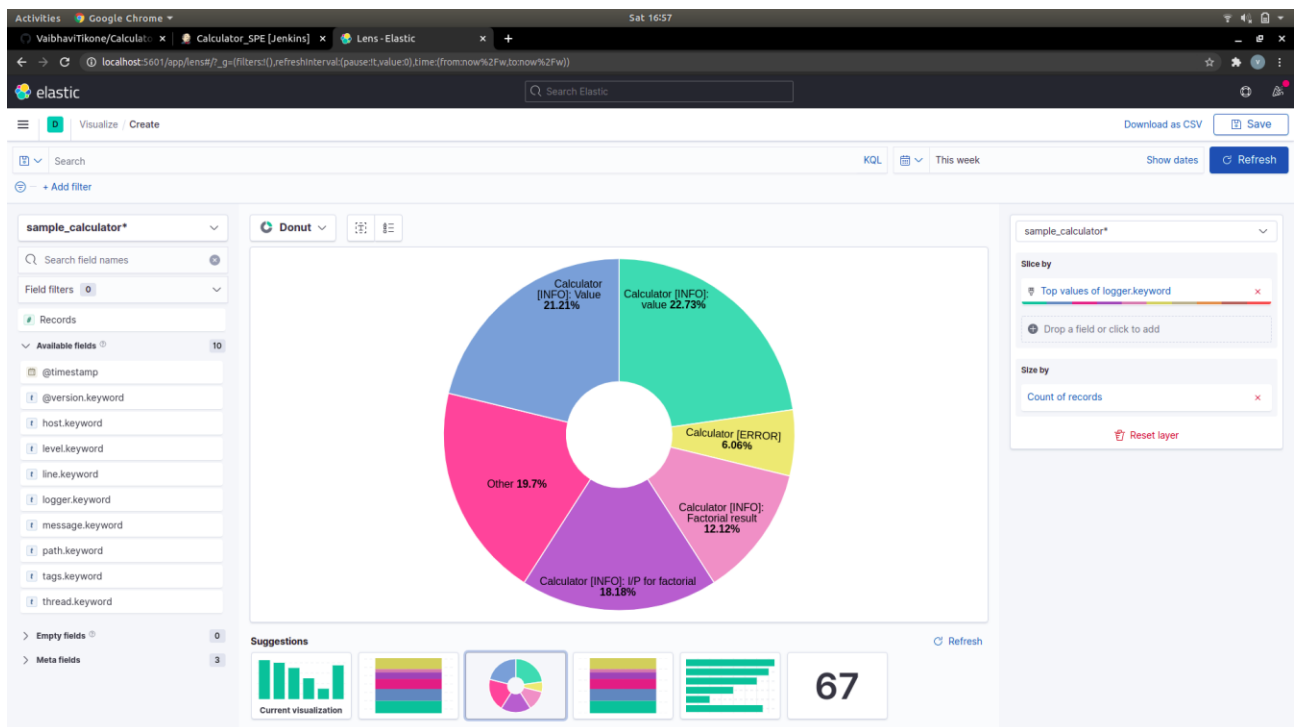 Activities Google Chrome Sat 16:57
VaibhaviTikone/Calculato Calculator_SPE [Jenkins] Lens - Elastic
localhost:5601/app/lens#/?_g=(filters:!(),refreshInterval:(pause:!t,value:0),time:(from:now%2Fw,to:now%2Fw))
elastic Search Elastic
D Visualize / Create Download as CSV Save
Search KQL This week Show dates Refresh
+ Add filter
sample_calculator*
Search field names
Field filters 0
# Records
Available fields 10
@timestamp
t @version.keyword
t host.keyword
t level.keyword
t line.keyword
t logger.keyword
t message.keyword
t path.keyword
t tags.keyword
t thread.keyword
Empty fields 0
Meta fields 3
Donut
Calculator
[INFO]: Value
21.21%
Calculator [INFO]:
value 22.73%
Calculator [ERROR]
6.06%
Other 19.7%
Calculator [INFO]:
Factorial result
12.12%
Calculator [INFO]: I/P for factorial
18.18%
Suggestions Refresh
Current visualization
67
sample_calculator*
Slice by
Top values of logger.keyword
Drop a field or click to add
Size by
Count of records
Reset layer